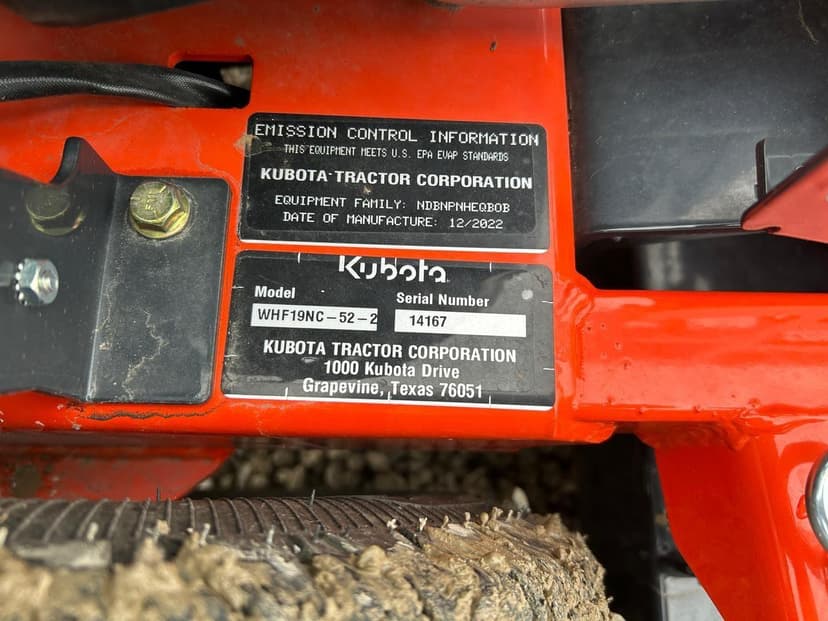 EMISSION CONTROL INFORMATION
THIS EQUIPMENT MEETS U.S. EPA EVAP STANDARDS
KUBOTA TRACTOR CORPORATION
EQUIPMENT FAMILY: NDBNPNHEQBOB
DATE OF MANUFACTURE: 12/2022
Kubota
Model Serial Number
WHF19NC-52-2 14167
KUBOTA TRACTOR CORPORATION
1000 Kubota Drive
Grapevine, Texas 76051